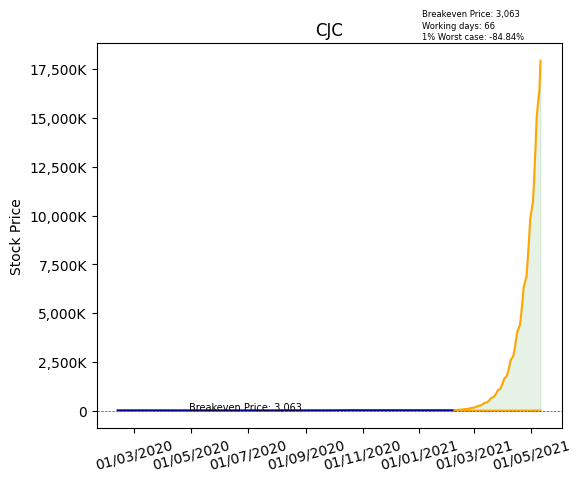 Breakeven Price: 3,063
Working days: 66
1% Worst case: -84.84%
CJC
Stock Price
17,500K
15,000K
12,500K
10,000K
7,500K
5,000K
2,500K
0
Breakeven Price: 3,063
01/03/2020
01/05/2020
01/07/2020
01/09/2020
01/11/2020
01/01/2021
01/03/2021
01/05/2021